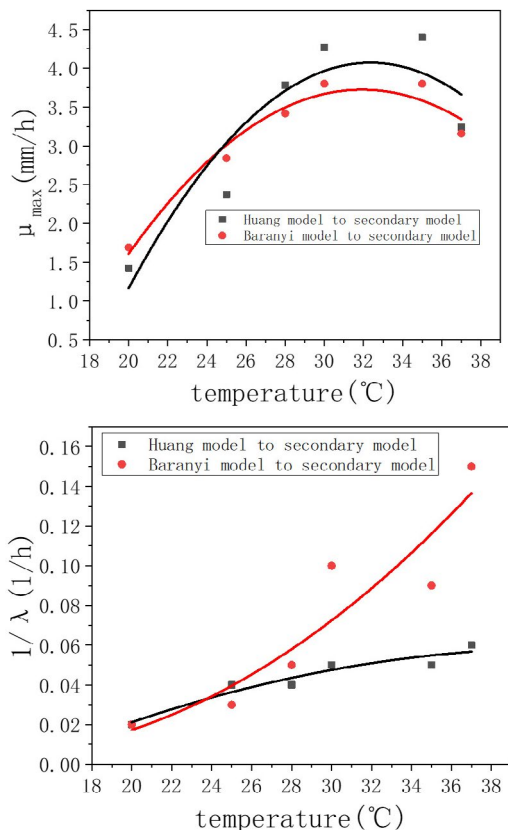 4.5
4.0
3.5
3.0
2.5
2.0
1.5
1.0
0.5
μmax(mm/h)
Huang model to secondary model
Baranyi model to secondary model
18 20 22 24 26 28 30 32 34 36 38
temperature(℃)
0.16
0.14
0.12
0.10
0.08
0.06
0.04
0.02
0.00
1/λ(1/h)
Huang model to secondary model
Baranyi model to secondary model
18 20 22 24 26 28 30 32 34 36 38
temperature(℃)